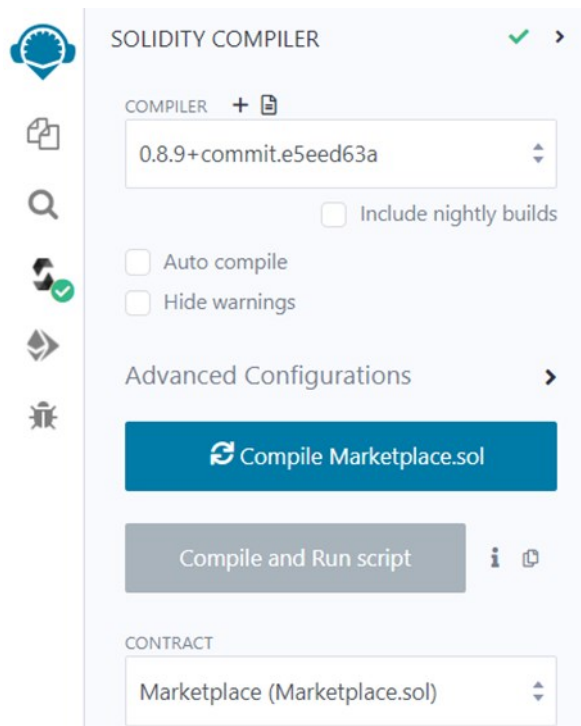 SOLIDITY COMPILER
COMPILER
0.8.9+commit.e5eed63a
Include nightly builds
Auto compile
Hide warnings
Advanced Configurations
Compile Marketplace.sol
Compile and Run script
CONTRACT
Marketplace (Marketplace.sol)